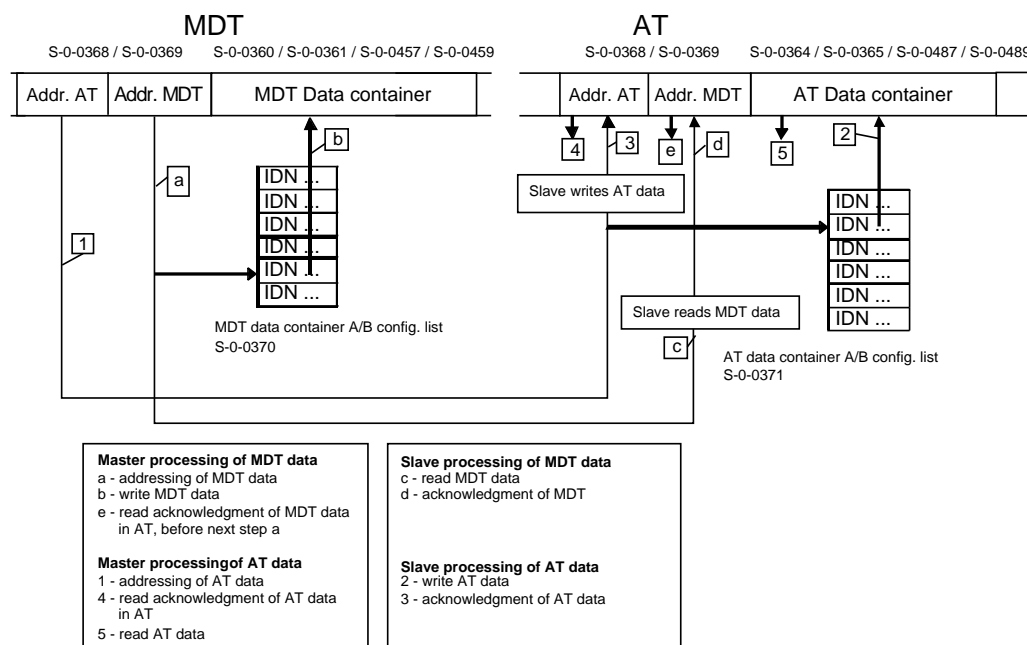 MDT
AT
S-0-0368 / S-0-0369
S-0-0360 / S-0-0361 / S-0-0457 / S-0-0459
S-0-0368 / S-0-0369
S-0-0364 / S-0-0365 / S-0-0487 / S-0-0489
Addr. AT
Addr. MDT
MDT Data container
Addr. AT
Addr. MDT
AT Data container
b
a
4
3
e
d
5
2
IDN ...
IDN ...
IDN ...
IDN ...
IDN ...
IDN ...
Slave writes AT data
IDN ...
IDN ...
IDN ...
IDN ...
IDN ...
IDN ...
1
Slave reads MDT data
c
MDT data container A/B config. list
S-0-0370
AT data container A/B config. list
S-0-0371
Master processing of MDT data
a - addressing of MDT data
b - write MDT data
e - read acknowledgment of MDT data
in AT, before next step a
Master processingof AT data
1 - addressing of AT data
4 - read acknowledgment of AT data
in AT
5 - read AT data
Slave processing of MDT data
c - read MDT data
d - acknowledgment of MDT
Slave processing of AT data
2 - write AT data
3 - acknowledgment of AT data